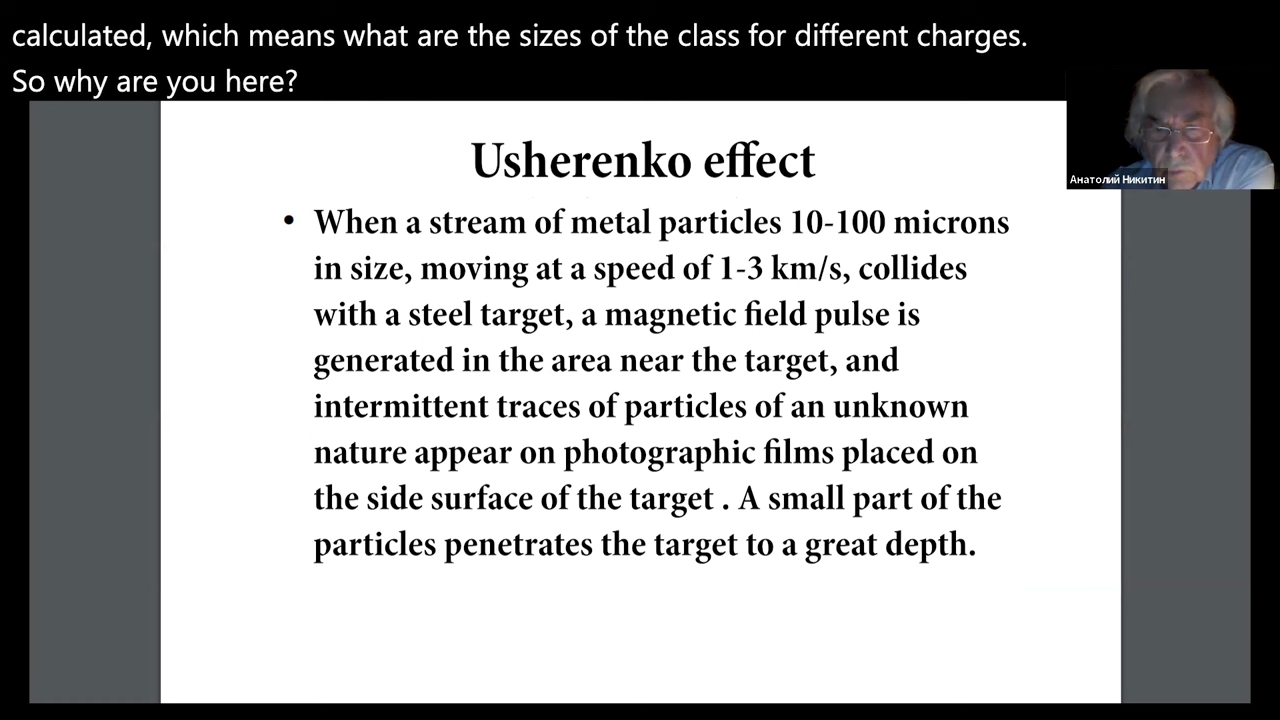 calculated, which means what are the sizes of the class for different charges.
So why are you here?
Анатолий Никитин
Usherenko effect
• When a stream of metal particles 10-100 microns
in size, moving at a speed of 1-3 km/s, collides
with a steel target, a magnetic field pulse is
generated in the area near the target, and
intermittent traces of particles of an unknown
nature appear on photographic films placed on
the side surface of the target . A small part of the
particles penetrates the target to a great depth.